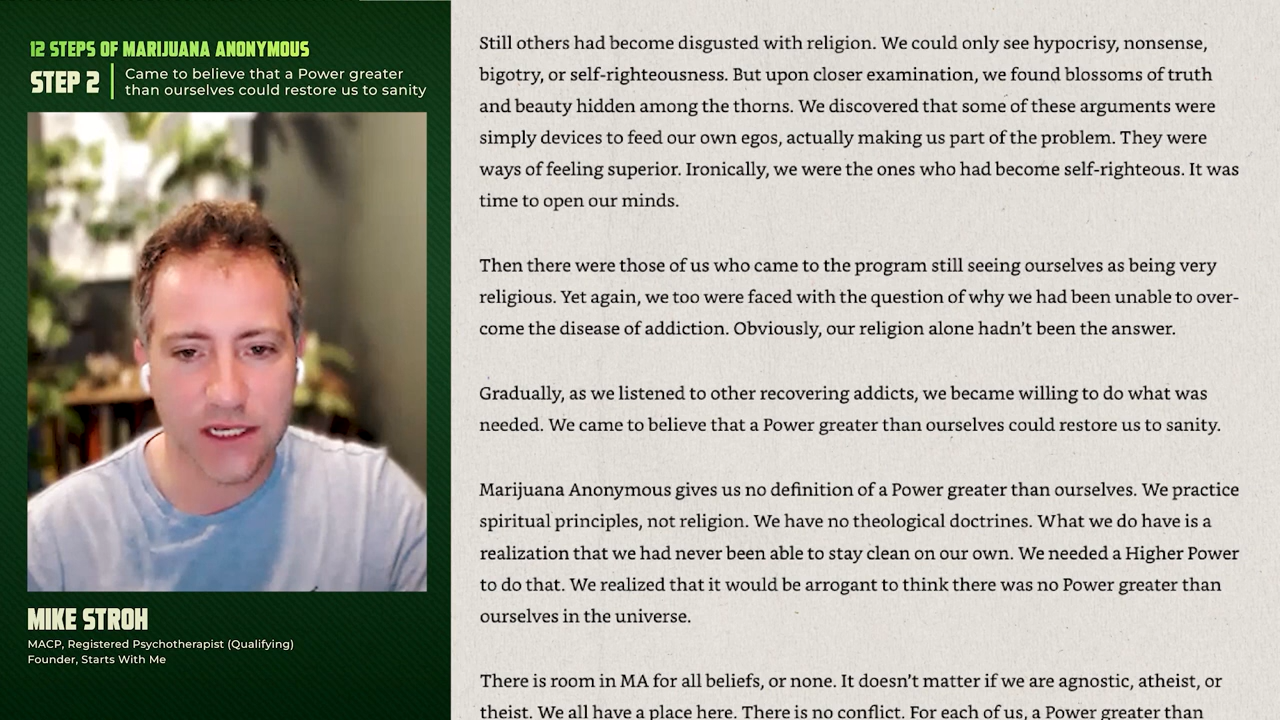 12 STEPS OF MARIJUANA ANONYMOUS
STEP 2
Came to believe that a Power greater
than ourselves could restore us to sanity
MIKE STROH
MACP, Registered Psychotherapist (Qualifying)
Founder, Starts With Me
Still others had become disgusted with religion. We could only see hypocrisy, nonsense,
bigotry, or self-righteousness. But upon closer examination, we found blossoms of truth
and beauty hidden among the thorns. We discovered that some of these arguments were
simply devices to feed our own egos, actually making us part of the problem. They were
ways of feeling superior. Ironically, we were the ones who had become self-righteous. It was
time to open our minds.
Then there were those of us who came to the program still seeing ourselves as being very
religious. Yet again, we too were faced with the question of why we had been unable to over-
come the disease of addiction. Obviously, our religion alone hadn't been the answer.
Gradually, as we listened to other recovering addicts, we became willing to do what was
needed. We came to believe that a Power greater than ourselves could restore us to sanity.
Marijuana Anonymous gives us no definition of a Power greater than ourselves. We practice
spiritual principles, not religion. We have no theological doctrines. What we do have is a
realization that we had never been able to stay clean on our own. We needed a Higher Power
to do that. We realized that it would be arrogant to think there was no Power greater than
ourselves in the universe.
There is room in MA for all beliefs, or none. It doesn't matter if we are agnostic, atheist, or
theist. We all have a place here. There is no conflict. For each of us, a Power greater than